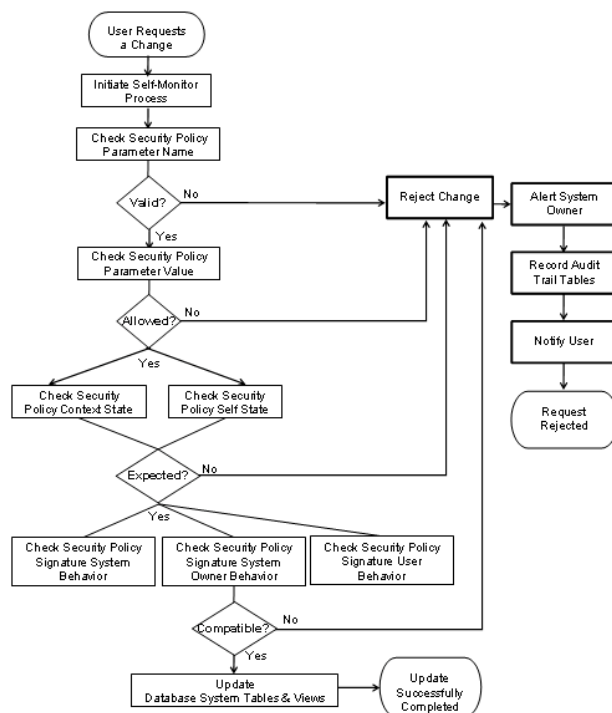 User Requests
a Change
Initiate Self-Monitor
Process
Check Security Policy
Parameter Name
Valid?
No
Reject Change
Alert System
Owner
Yes
Check Security Policy
Parameter Value
Record Audit
Trail Tables
Allowed?
No
Notify User
Yes
Check Security
Policy Context State
Check Security
Policy Self State
Request
Rejected
Expected?
No
Yes
Check Security Policy
Signature System
Behavior
Check Security Policy
Signature System
Owner Behavior
Check Security Policy
Signature User
Behavior
Compatible?
No
Yes
Update
Database System Tables & Views
Update
Successfully
Completed